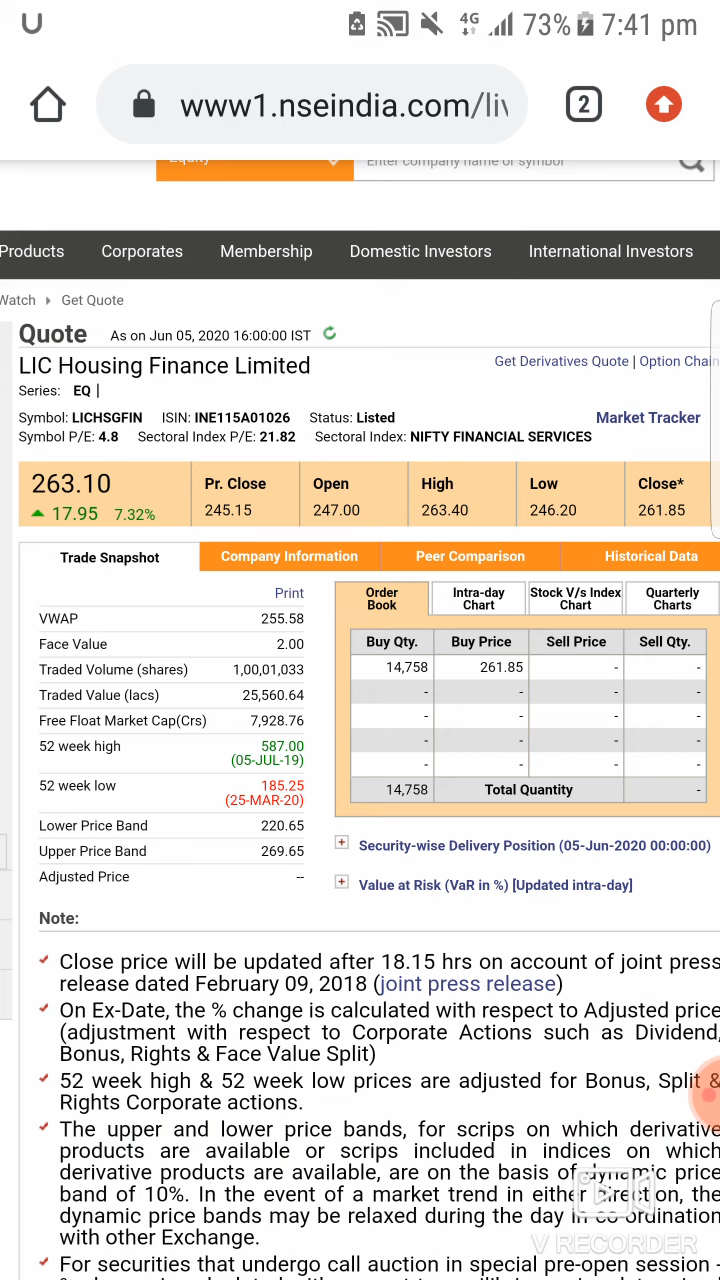 U 4G 73% 7:41 pm
www1.nseindia.com/liv 2
Equity Enter company name or symbol
Products Corporates Membership Domestic Investors International Investors
Watch Get Quote
Quote As on Jun 05, 2020 16:00:00 IST
LIC Housing Finance Limited Get Derivatives Quote | Option Chain
Series: EQ |
Symbol: LICHSGFIN ISIN: INE115A01026 Status: Listed Market Tracker
Symbol P/E: 4.8 Sectoral Index P/E: 21.82 Sectoral Index: NIFTY FINANCIAL SERVICES
263.10 Pr. Close Open High Low Close*
17.95 7.32% 245.15 247.00 263.40 246.20 261.85
Trade Snapshot Company Information Peer Comparison Historical Data
Print
VWAP 255.58
Face Value 2.00
Traded Volume (shares) 1,00,01,033
Traded Value (lacs) 25,560.64
Free Float Market Cap(Crs) 7,928.76
52 week high 587.00
(05-JUL-19)
52 week low 185.25
(25-MAR-20)
Lower Price Band 220.65
Upper Price Band 269.65
Adjusted Price --
Order Intra-day Stock V/s Index Quarterly
Book Chart Chart Charts
Buy Qty. Buy Price Sell Price Sell Qty.
14,758 261.85 - -
- - - -
- - - -
- - - -
- - - -
14,758 Total Quantity -
Security-wise Delivery Position (05-Jun-2020 00:00:00)
Value at Risk (VaR in %) [Updated intra-day]
Note:
Close price will be updated after 18.15 hrs on account of joint press
release dated February 09, 2018 (joint press release)
On Ex-Date, the % change is calculated with respect to Adjusted price
(adjustment with respect to Corporate Actions such as Dividend,
Bonus, Rights & Face Value Split)
52 week high & 52 week low prices are adjusted for Bonus, Split &
Rights Corporate actions.
The upper and lower price bands, for scrips on which derivative
products are available or scrips included in indices on which
derivative products are available, are on the basis of dynamic price
band of 10%. In the event of a market trend in either direction, the
dynamic price bands may be relaxed during the day in co-ordination
with other Exchange.
V RECORDER
For securities that undergo call auction in special pre-open session -